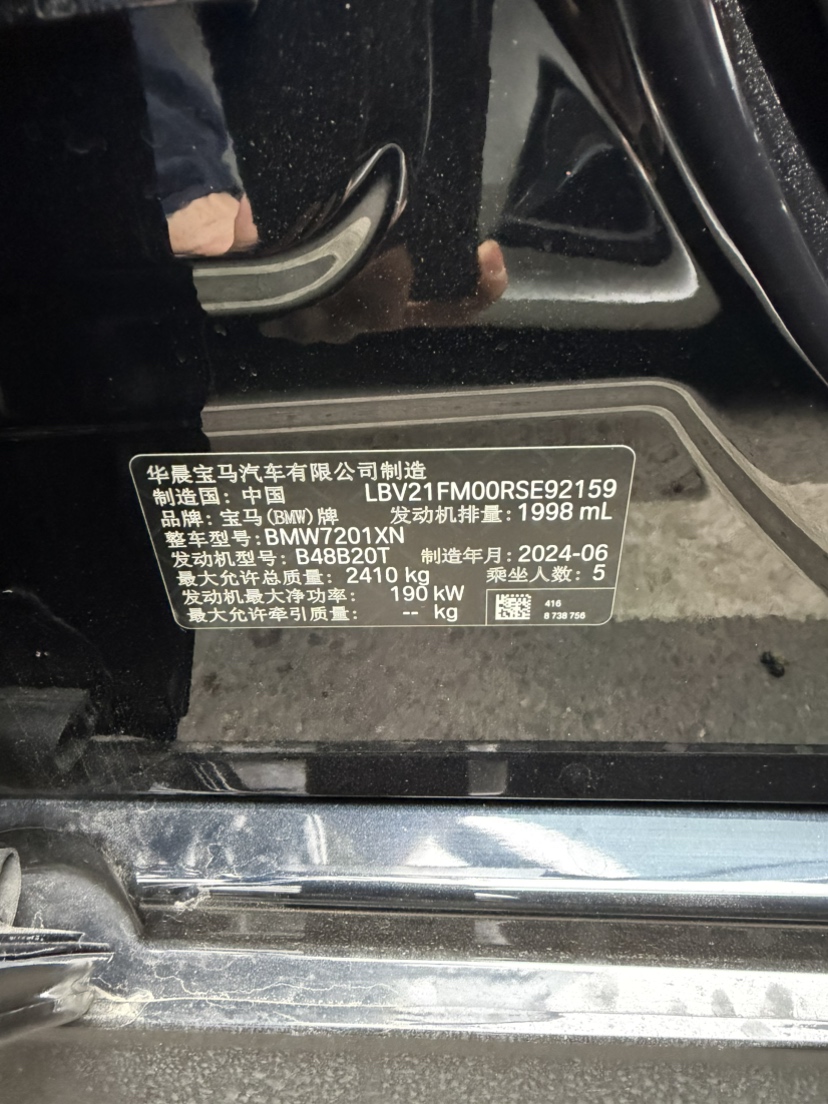 华晨宝马汽车有限公司制造
制造国: 中国 LBV21FM00RSE92159
品牌: 宝马(BMW)牌 发动机排量: 1998 mL
整车型号: BMW7201XN
发动机型号: B48B20T 制造年月: 2024-06
最大允许总质量: 2410 kg 乘坐人数: 5
发动机最大净功率: 190 kW
最大允许牵引质量: -- kg
416
8 738 756